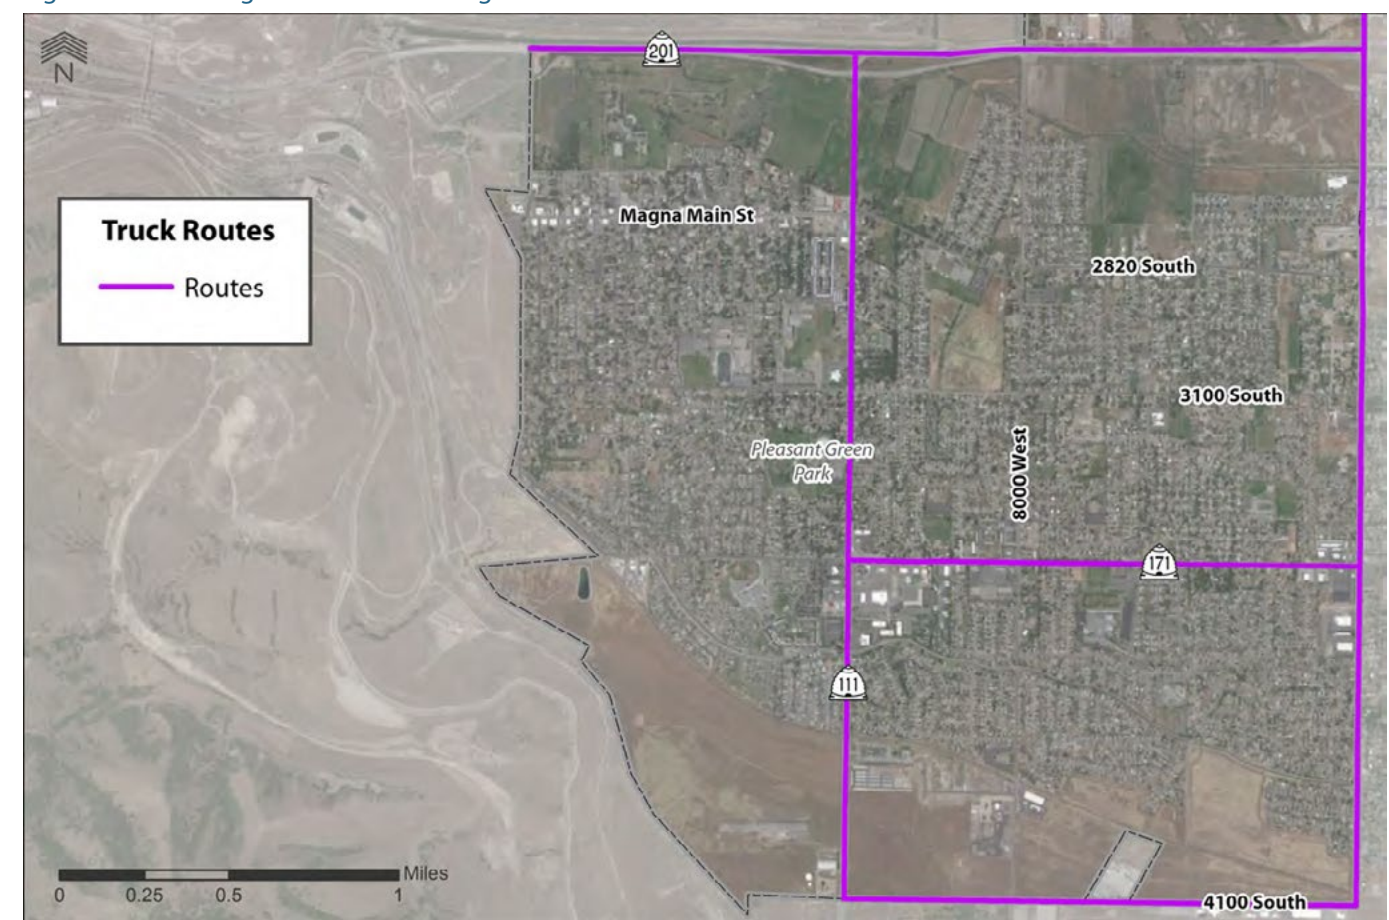 201
N
Truck Routes
Routes
Magna Main St
2820 South
3100 South
Pleasant Green
Park
8000 West
171
111
Miles
0 0.25 0.5 1
4100 South